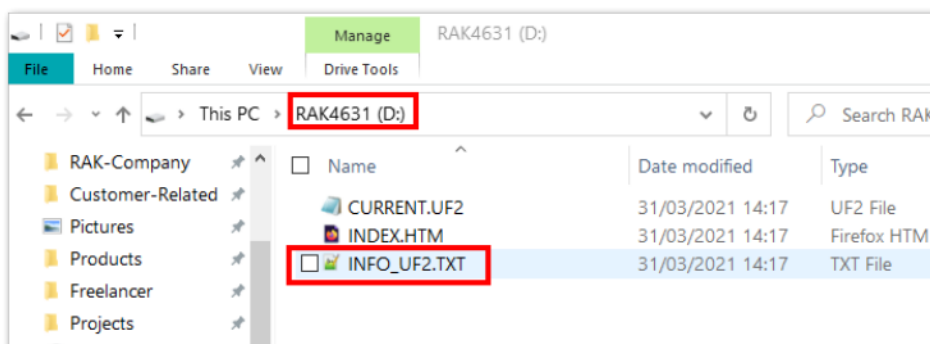 Manage RAK4631 (D:)
File Home Share View Drive Tools
This PC RAK4631 (D:) Search RAK
RAK-Company Name Date modified Type
Customer-Related CURRENT.UF2 31/03/2021 14:17 UF2 File
Pictures INDEX.HTM 31/03/2021 14:17 Firefox HTM
Products INFO_UF2.TXT 31/03/2021 14:17 TXT File
Freelancer
Projects